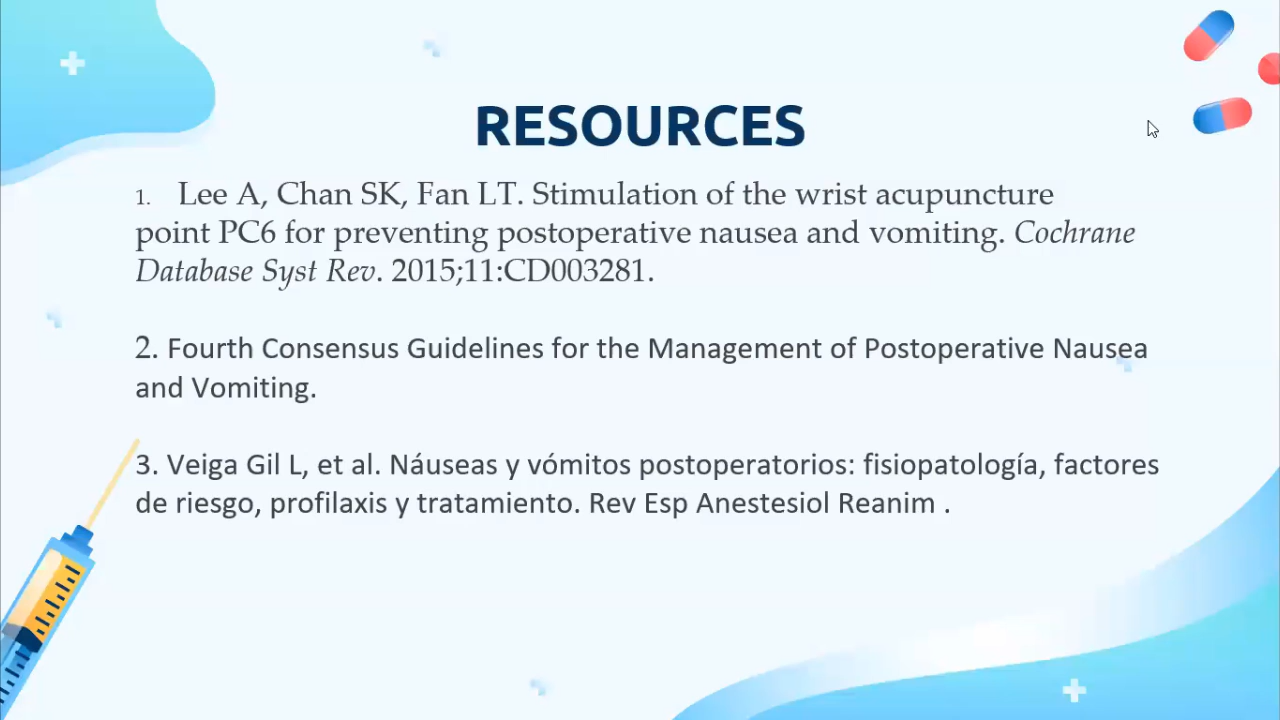 RESOURCES
1. Lee A, Chan SK, Fan LT. Stimulation of the wrist acupuncture
point PC6 for preventing postoperative nausea and vomiting. Cochrane
Database Syst Rev. 2015;11:CD003281.
2. Fourth Consensus Guidelines for the Management of Postoperative Nausea
and Vomiting.
3. Veiga Gil L, et al. Náuseas y vómitos postoperatorios: fisiopatología, factores
de riesgo, profilaxis y tratamiento. Rev Esp Anestesiol Reanim .